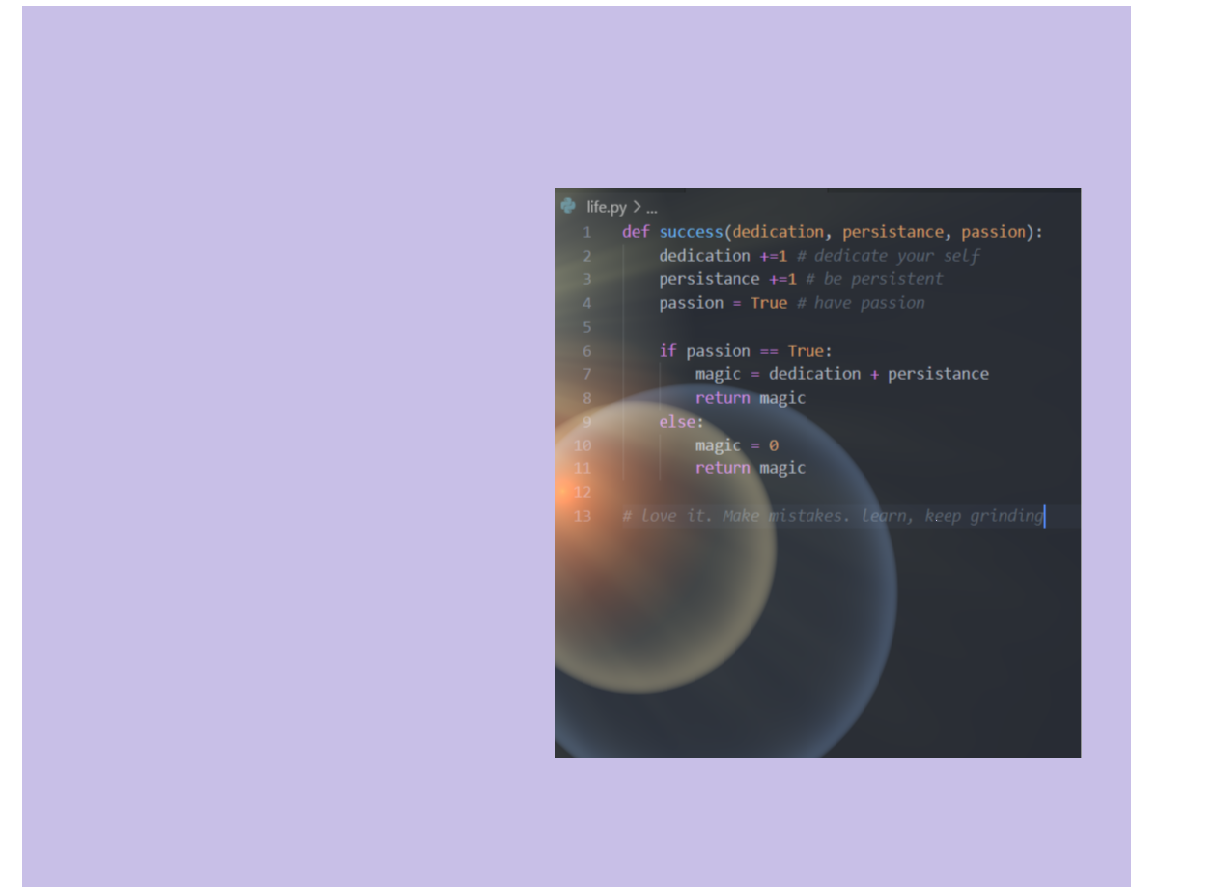 life.py > ...
1 def success(dedication, persistance, passion):
2 dedication +=1 # dedicate your self
3 persistance +=1 # be persistent
4 passion = True # have passion
5
6 if passion == True:
7 magic = dedication + persistance
8 return magic
9 else:
10 magic = 0
11 return magic
12
13 # Love it. Make mistakes. learn, keep grinding